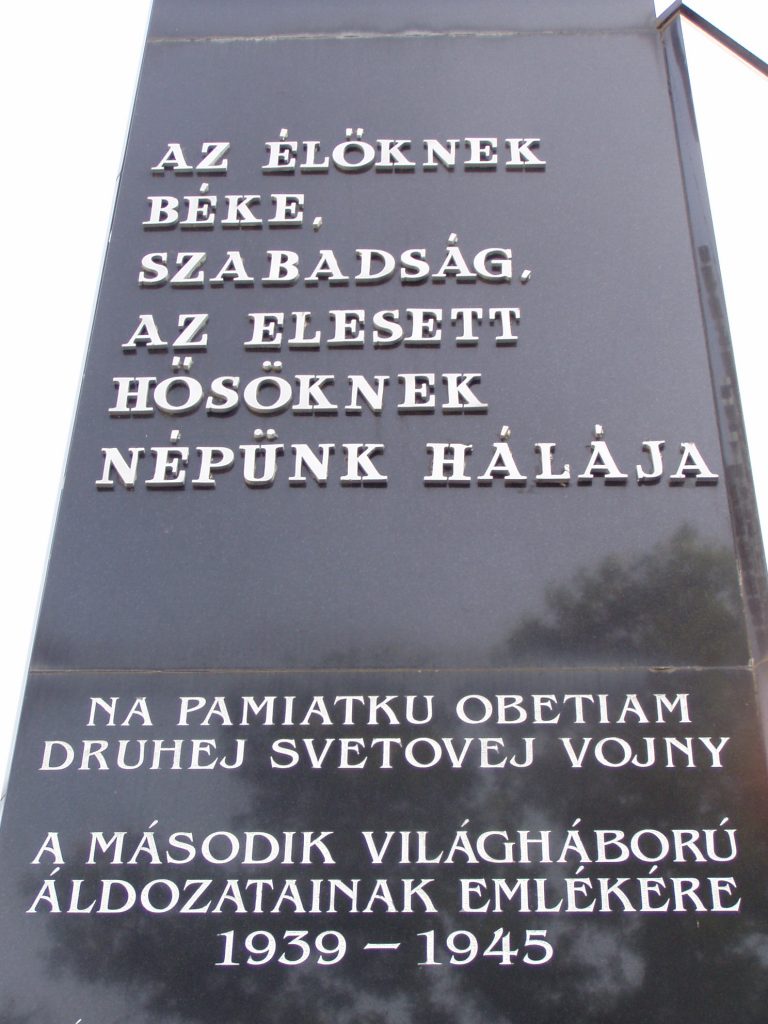 AZ ÉLŐKNEK
BÉKE,
SZABADSÁG,
AZ ELESETT
HŐSÖKNEK
NÉPÜNK HÁLÁJA
NA PAMIATKU OBETIAM
DRUHEJ SVETOVEJ VOJNY
A MÁSODIK VILÁGHÁBORÚ
ÁLDOZATAINAK EMLÉKÉRE
1939 – 1945